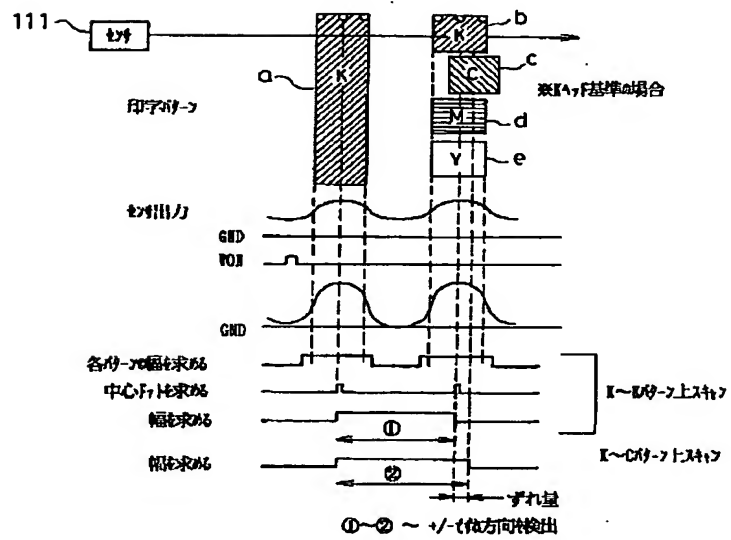 111
センサ
K
K
b
C
c
a
※Kヘッド基準の場合
印字パターン
M
d
Y
e
センサ出力
GND
VON
GND
各パターンの幅を求める
中心ドットを求める
K〜Kパターン上スキャン
幅を求める
①
K〜Cパターン上スキャン
幅を求める
②
ずれ量
①〜② 〜 +/-でずれ方向を検出